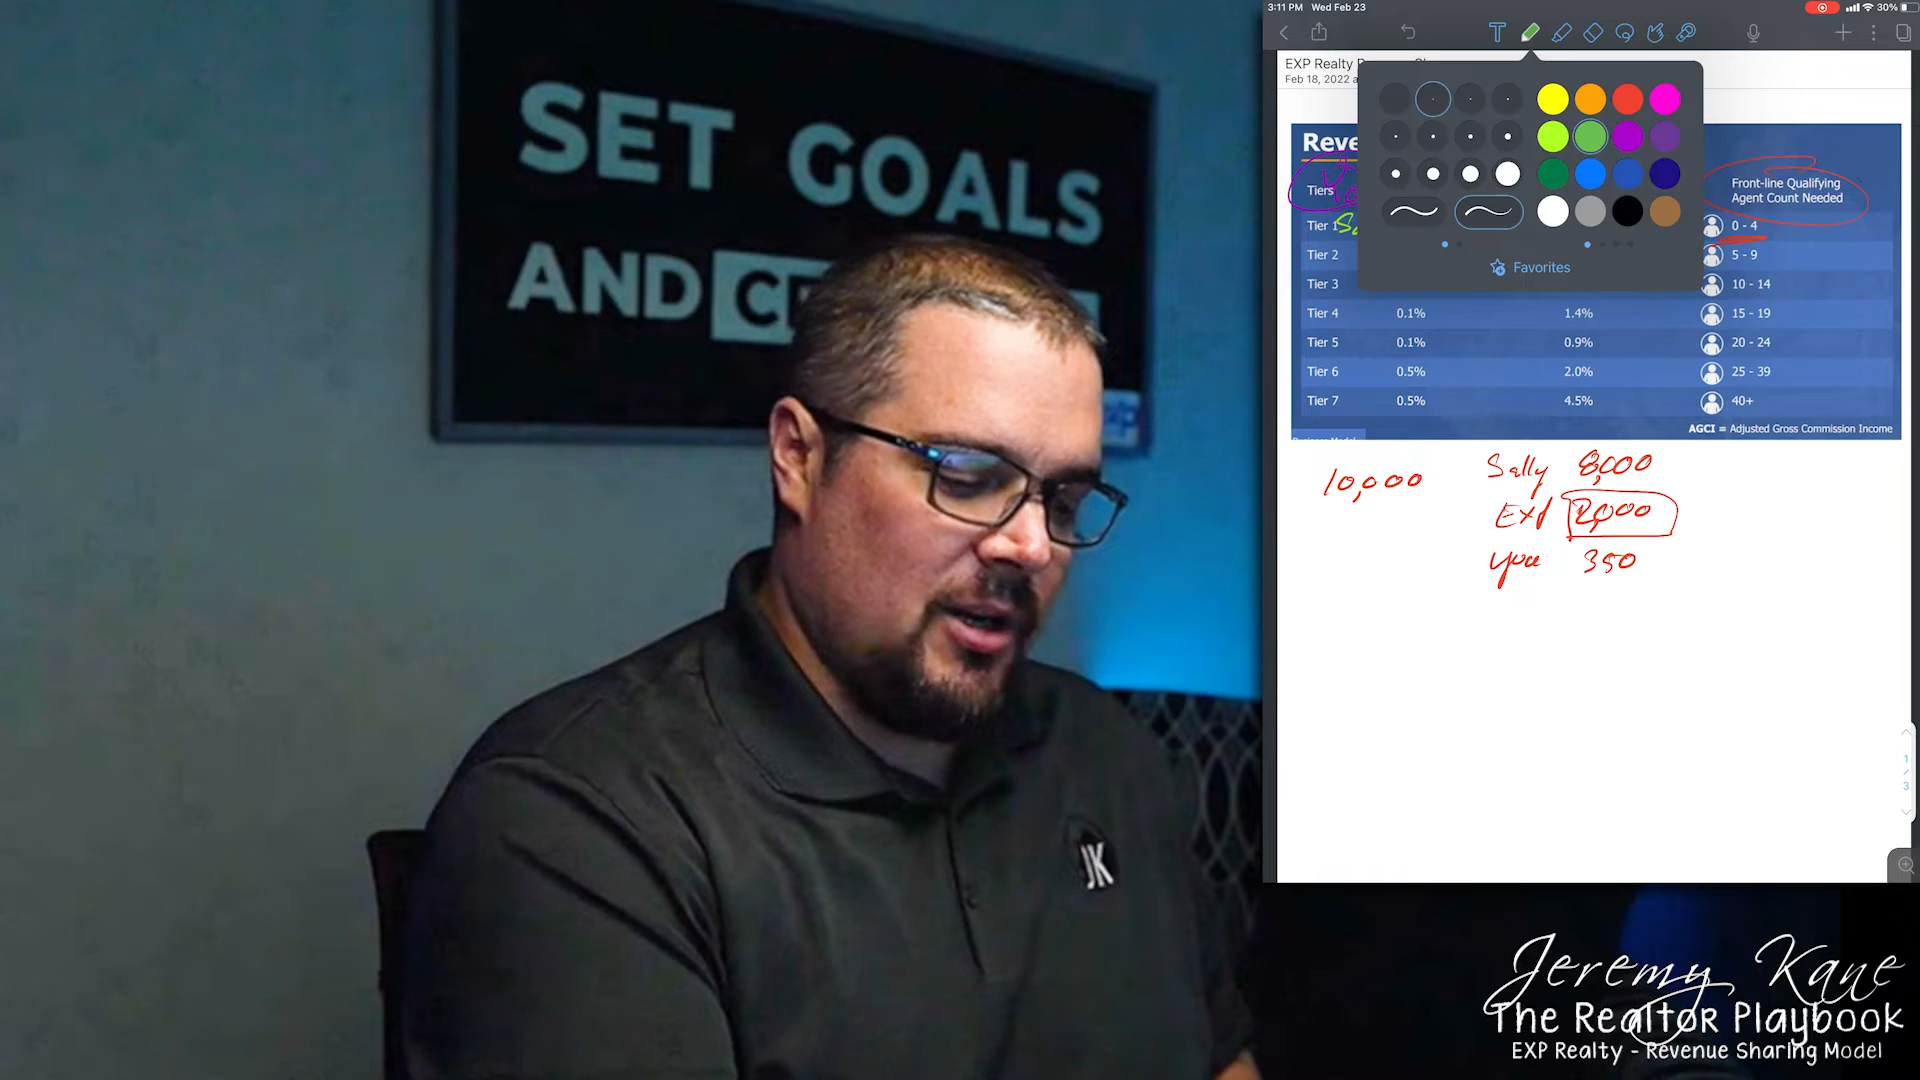 SET GOALS
AND
JK
3:11 PM Wed Feb 23
30%
EXP Realty
Feb 18, 2022
Tiers
Front-line Qualifying
Agent Count Needed
Tier 1
0 - 4
Tier 2
5 - 9
Tier 3
10 - 14
Tier 4 0.1% 1.4% 15 - 19
Tier 5 0.1% 0.9% 20 - 24
Tier 6 0.5% 2.0% 25 - 39
Tier 7 0.5% 4.5% 40+
AGCI = Adjusted Gross Commission Income
Favorites
10,000
Sally 8,000
Exp 2,000
you 350
1
/
3
Jeremy Kane
The Realtor Playbook
EXP Realty - Revenue Sharing Model